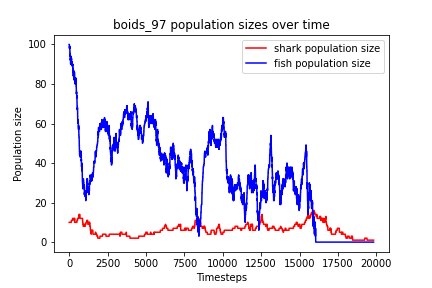 boids_97 population sizes over time
shark population size
fish population size
Population size
100
80
60
40
20
0
0 2500 5000 7500 10000 12500 15000 17500 20000
Timesteps